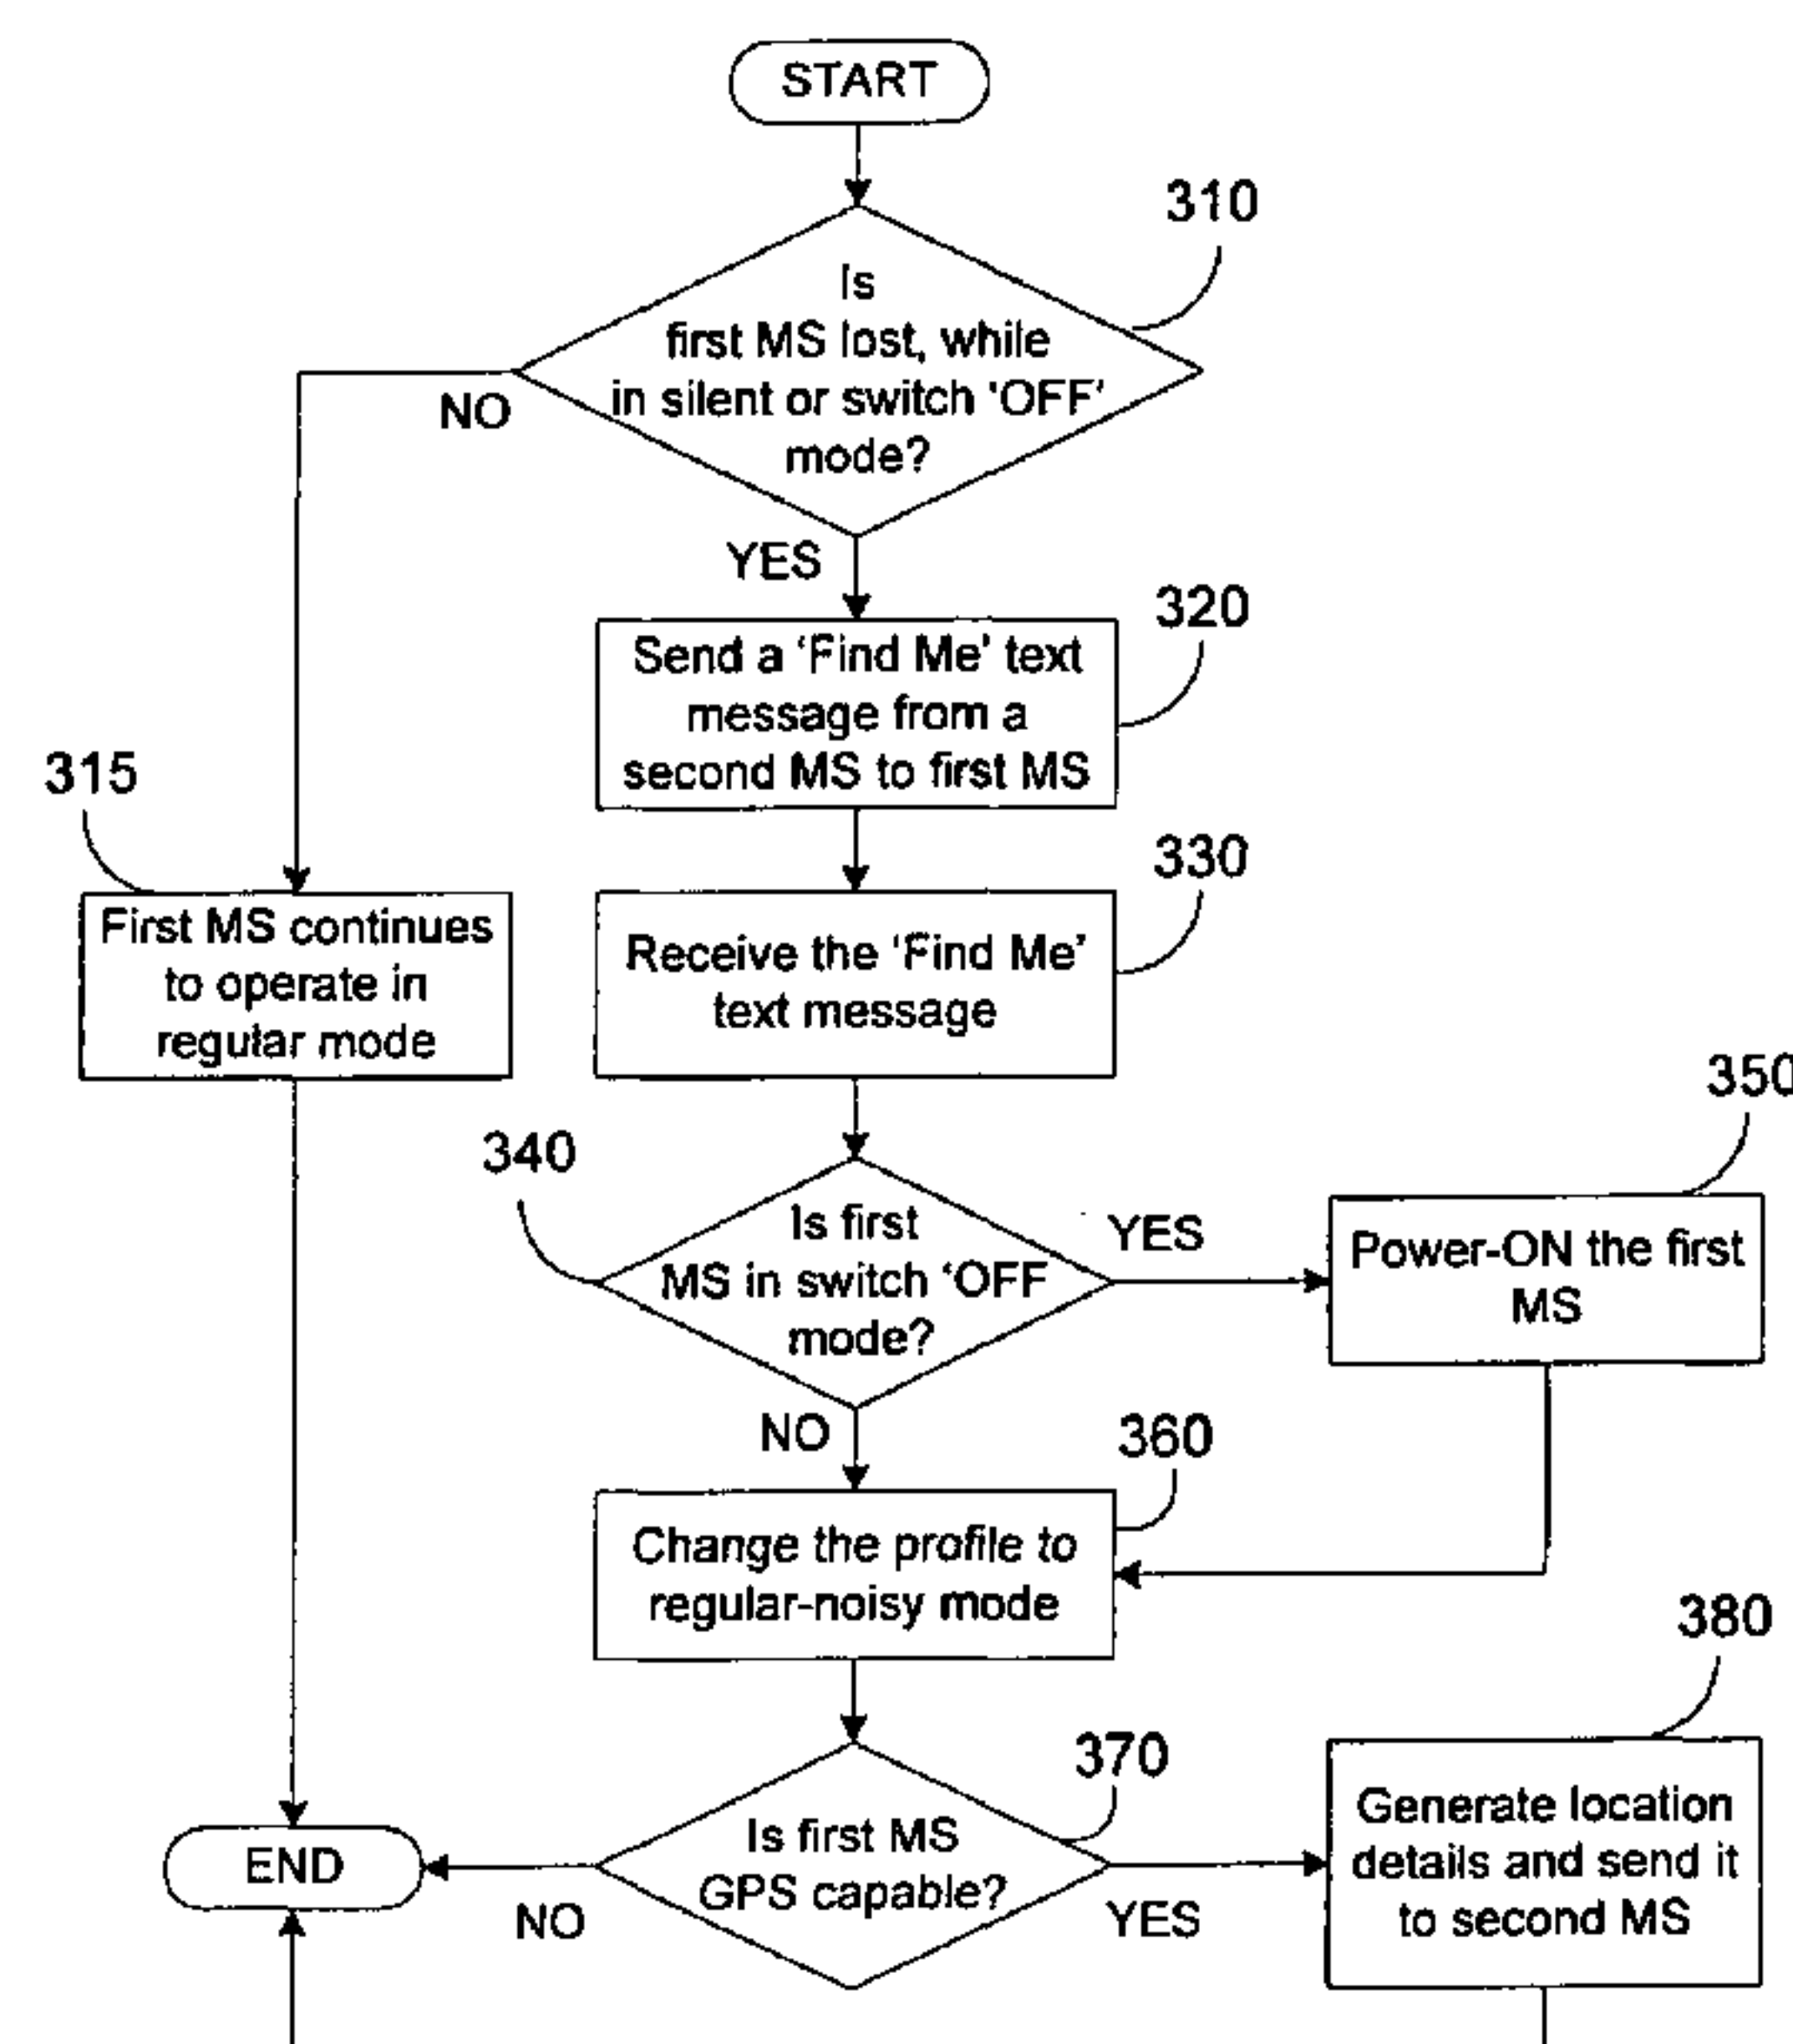 START
310
Is
first MS lost, while
in silent or switch ‘OFF’
mode?
NO
YES
320
Send a ‘Find Me’ text
message from a
second MS to first MS
315
330
First MS continues
to operate in
regular mode
Receive the ‘Find Me’
text message
350
340
Is first
MS in switch ‘OFF
mode?
YES
Power-ON the first
MS
NO
360
Change the profile to
regular-noisy mode
380
370
Is first MS
GPS capable?
Generate location
details and send it
to second MS
END
NO
YES